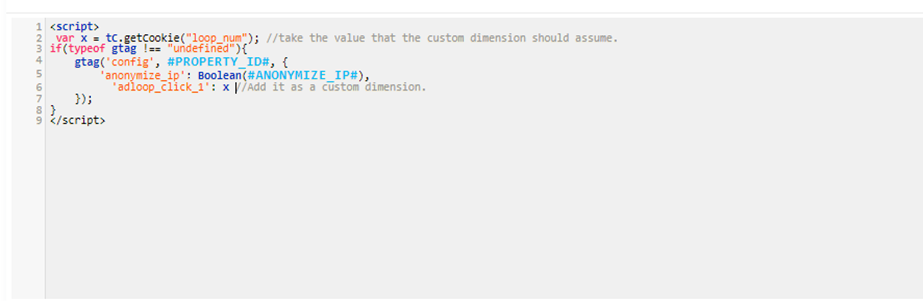 1 <script>
2 var x = tC.getCookie("loop_num"); //take the value that the custom dimension should assume.
3 if(typeof gtag !== "undefined"){
4 gtag('config', #PROPERTY_ID#, {
5 'anonymize_ip': Boolean(#ANONYMIZE_IP#),
6 'adloop_click_1': x //Add it as a custom dimension.
7 });
8 }
9 </script>